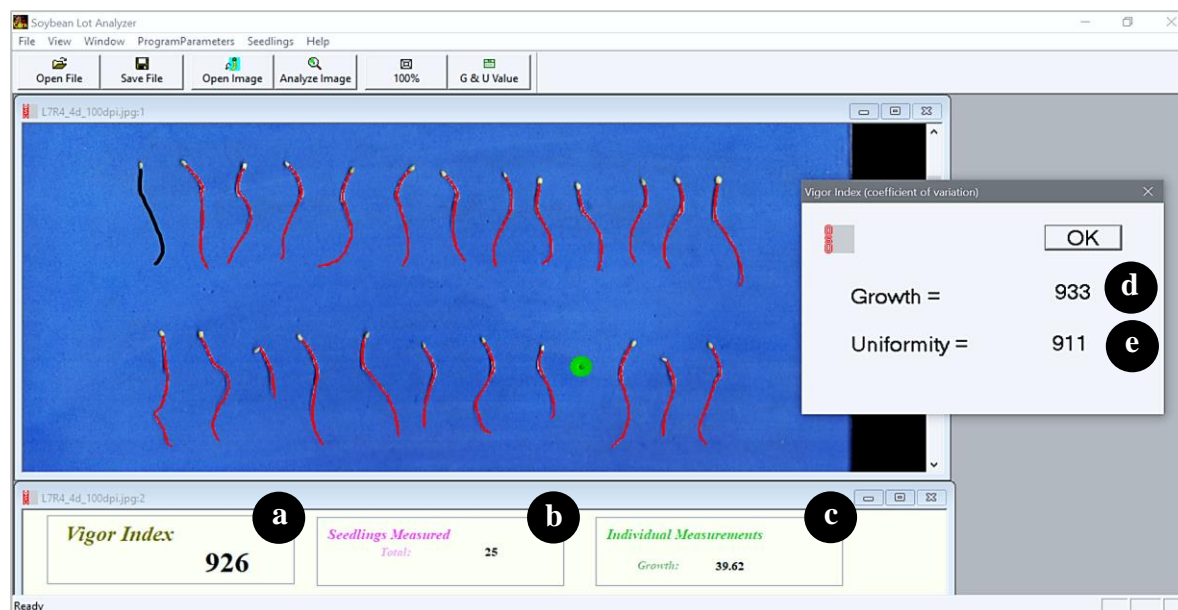 Soybean Lot Analyzer
File View Window ProgramParameters Seedlings Help
Open File Save File Open Image Analyze Image 100% G & U Value
L7R4_4d_100dpi.jpg:1
Vigor Index (coefficient of variation)
OK
Growth = 933 d
Uniformity = 911 e
L7R4_4d_100dpi.jpg:2
a b c
Vigor Index Seedlings Measured Individual Measurements
926 Total: 25 Growth: 39.62
Ready